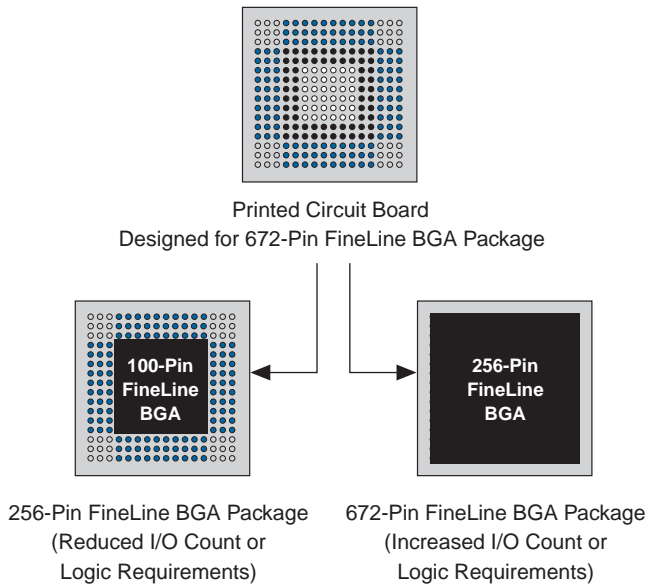 Printed Circuit Board
Designed for 672-Pin FineLine BGA Package
100-Pin
FineLine
BGA
256-Pin
FineLine
BGA
256-Pin FineLine BGA Package
(Reduced I/O Count or
Logic Requirements)
672-Pin FineLine BGA Package
(Increased I/O Count or
Logic Requirements)